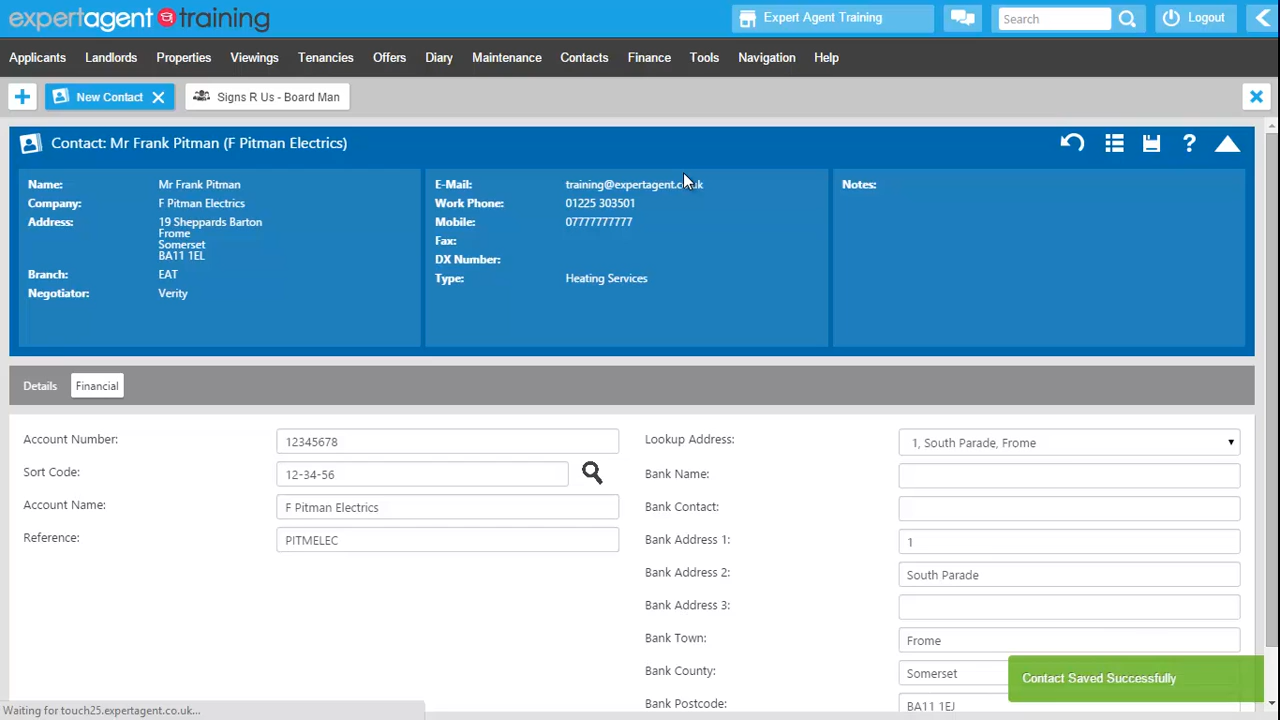 expertagent training
Expert Agent Training
Search
Logout
Applicants Landlords Properties Viewings Tenancies Offers Diary Maintenance Contacts Finance Tools Navigation Help
New Contact
Signs R Us - Board Man
Contact: Mr Frank Pitman (F Pitman Electrics)
?
Name: Mr Frank Pitman
Company: F Pitman Electrics
Address: 19 Sheppards Barton
Frome
Somerset
BA11 1EL
Branch: EAT
Negotiator: Verity
E-Mail: training@expertagent.co.uk
Work Phone: 01225 303501
Mobile: 07777777777
Fax:
DX Number:
Type: Heating Services
Notes:
Details Financial
Account Number: 12345678
Sort Code: 12-34-56
Account Name: F Pitman Electrics
Reference: PITMELEC
Lookup Address: 1, South Parade, Frome
Bank Name:
Bank Contact:
Bank Address 1: 1
Bank Address 2: South Parade
Bank Address 3:
Bank Town: Frome
Bank County: Somerset
Bank Postcode: BA11 1EJ
Contact Saved Successfully
Waiting for touch25.expertagent.co.uk...